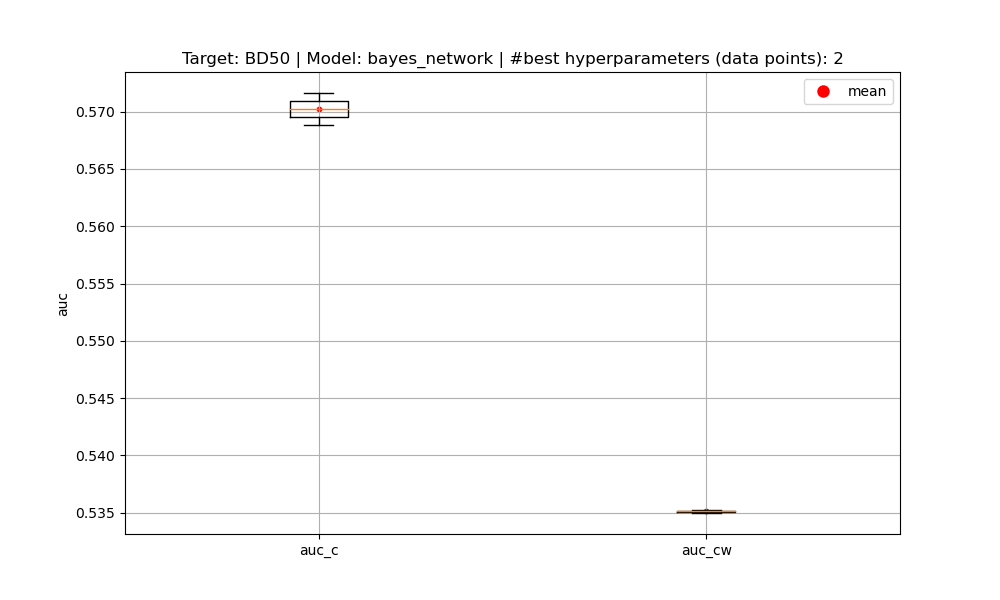 Target: BD50 | Model: bayes_network | #best hyperparameters (data points): 2
mean
0.570
0.565
0.560
0.555
0.550
0.545
0.540
0.535
auc
auc_c
auc_cw